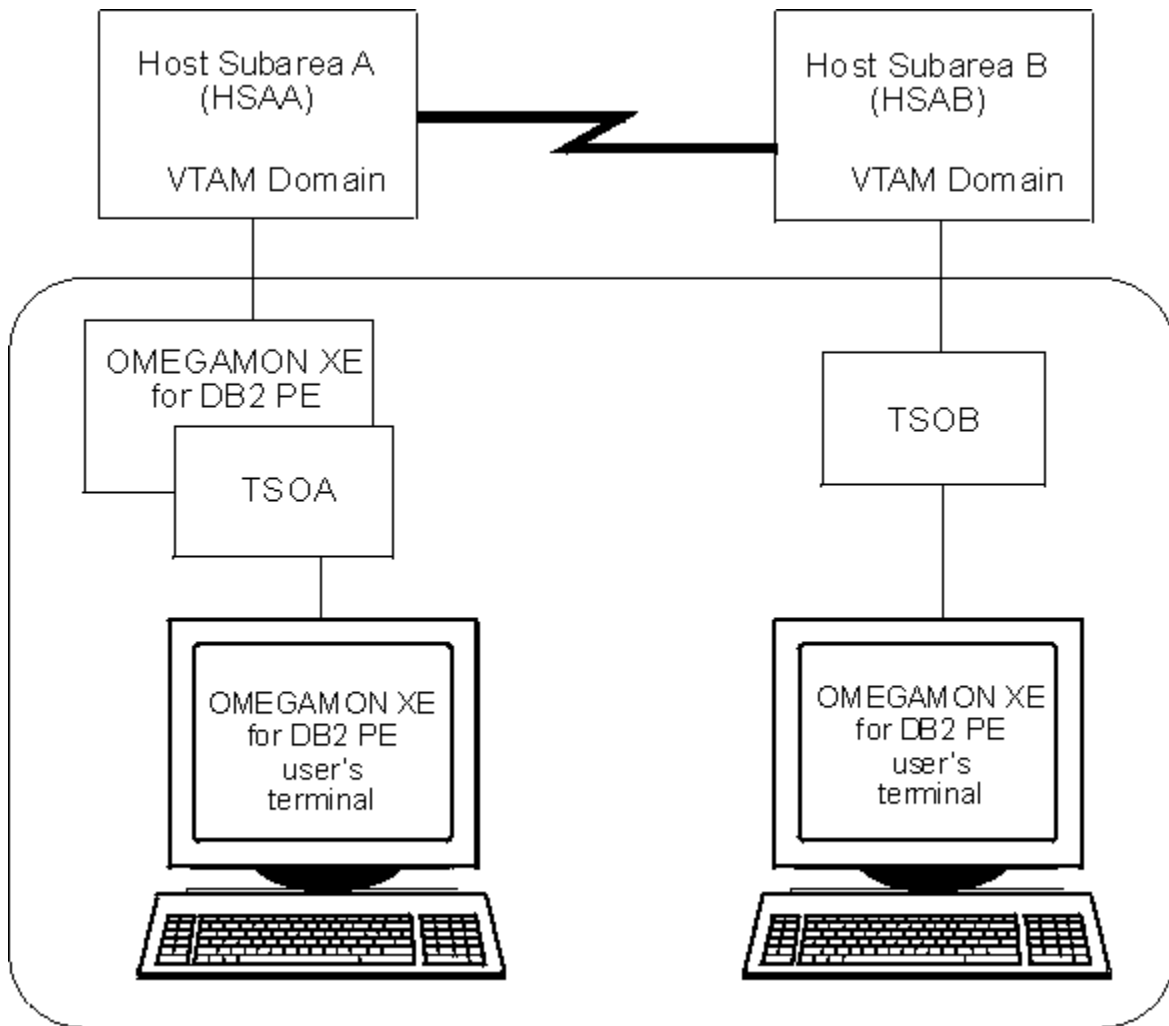 Host Subarea A
(HSAA)
VTAM Domain
Host Subarea B
(HSAB)
VTAM Domain
OMEGAMON XE
for DB2 PE
TSOA
TSOB
OMEGAMON XE
for DB2 PE
user's
terminal
OMEGAMON XE
for DB2 PE
user's
terminal